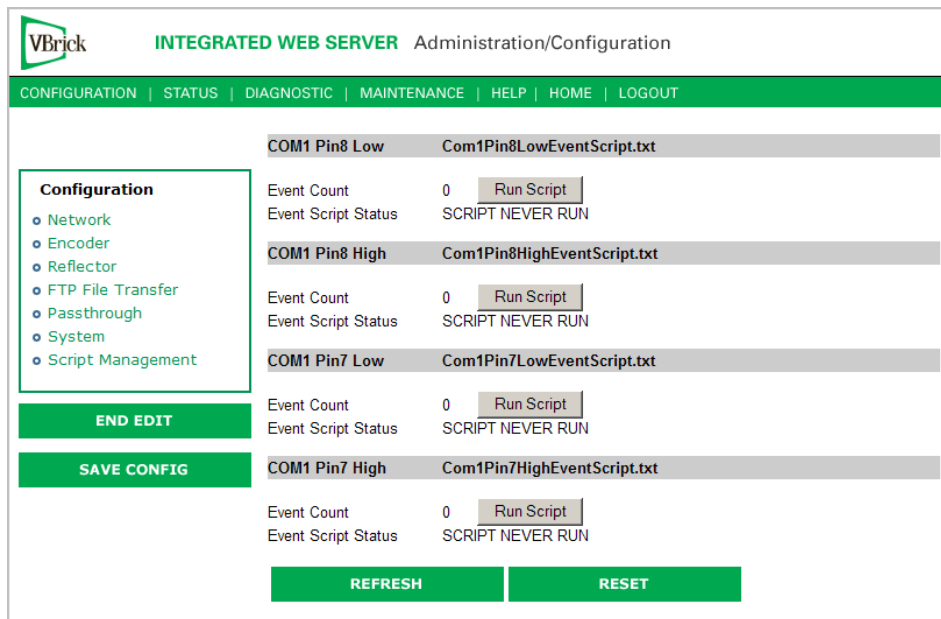 VBrick INTEGRATED WEB SERVER Administration/Configuration
CONFIGURATION | STATUS | DIAGNOSTIC | MAINTENANCE | HELP | HOME | LOGOUT
Configuration
Network
Encoder
Reflector
FTP File Transfer
Passthrough
System
Script Management
END EDIT
SAVE CONFIG
COM1 Pin8 Low Com1Pin8LowEventScript.txt
Event Count 0 Run Script
Event Script Status SCRIPT NEVER RUN
COM1 Pin8 High Com1Pin8HighEventScript.txt
Event Count 0 Run Script
Event Script Status SCRIPT NEVER RUN
COM1 Pin7 Low Com1Pin7LowEventScript.txt
Event Count 0 Run Script
Event Script Status SCRIPT NEVER RUN
COM1 Pin7 High Com1Pin7HighEventScript.txt
Event Count 0 Run Script
Event Script Status SCRIPT NEVER RUN
REFRESH RESET